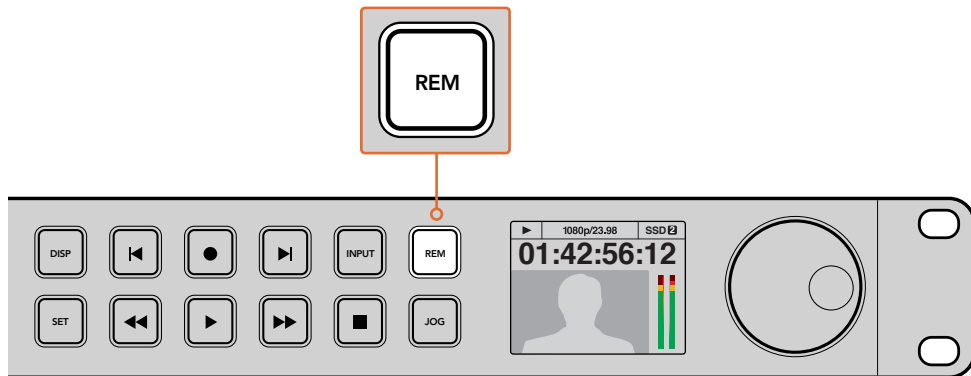 REM
DISP
INPUT
REM
1080p/23.98
SSD 2
01:42:56:12
SET
JOG